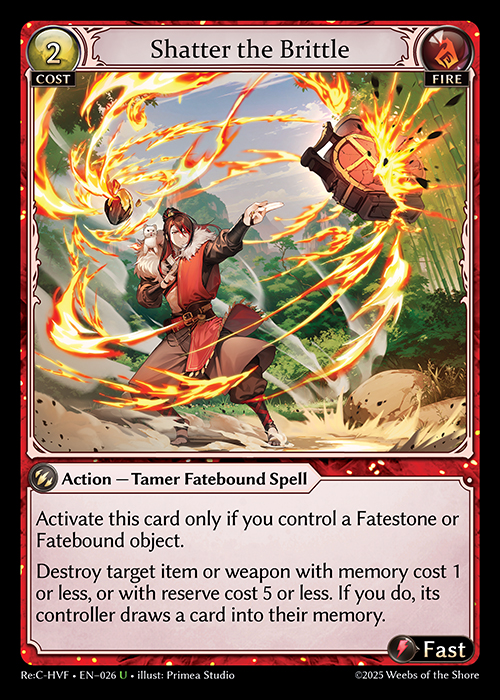 2
Shatter the Brittle
COST
FIRE
Action — Tamer Fatebound Spell
Activate this card only if you control a Fatestone or
Fatebound object.
Destroy target item or weapon with memory cost 1
or less, or with reserve cost 5 or less. If you do, its
controller draws a card into their memory.
Fast
Re:C-HVF • EN-026 U • illust: Primea Studio
©2025 Weebs of the Shore